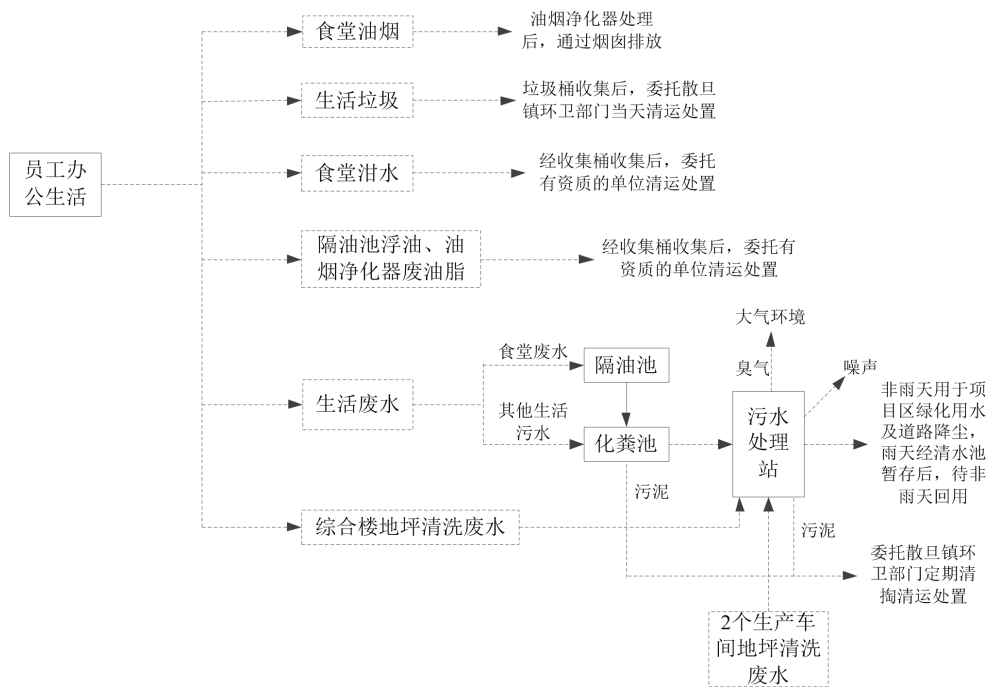 员工办
公生活
食堂油烟
油烟净化器处理
后，通过烟囱排放
生活垃圾
垃圾桶收集后，委托散旦
镇环卫部门当天清运处置
食堂泔水
经收集桶收集后，委托
有资质的单位清运处置
隔油池浮油、油
烟净化器废油脂
经收集桶收集后，委托有
资质的单位清运处置
生活废水
食堂废水
隔油池
其他生活
污水
化粪池
污泥
大气环境
臭气
噪声
污水
处理
站
非雨天用于项
目区绿化用水
及道路降尘，
雨天经清水池
暂存后，待非
雨天回用
综合楼地坪清洗废水
污泥
委托散旦镇环
卫部门定期清
掏清运处置
2个生产车
间地坪清洗
废水